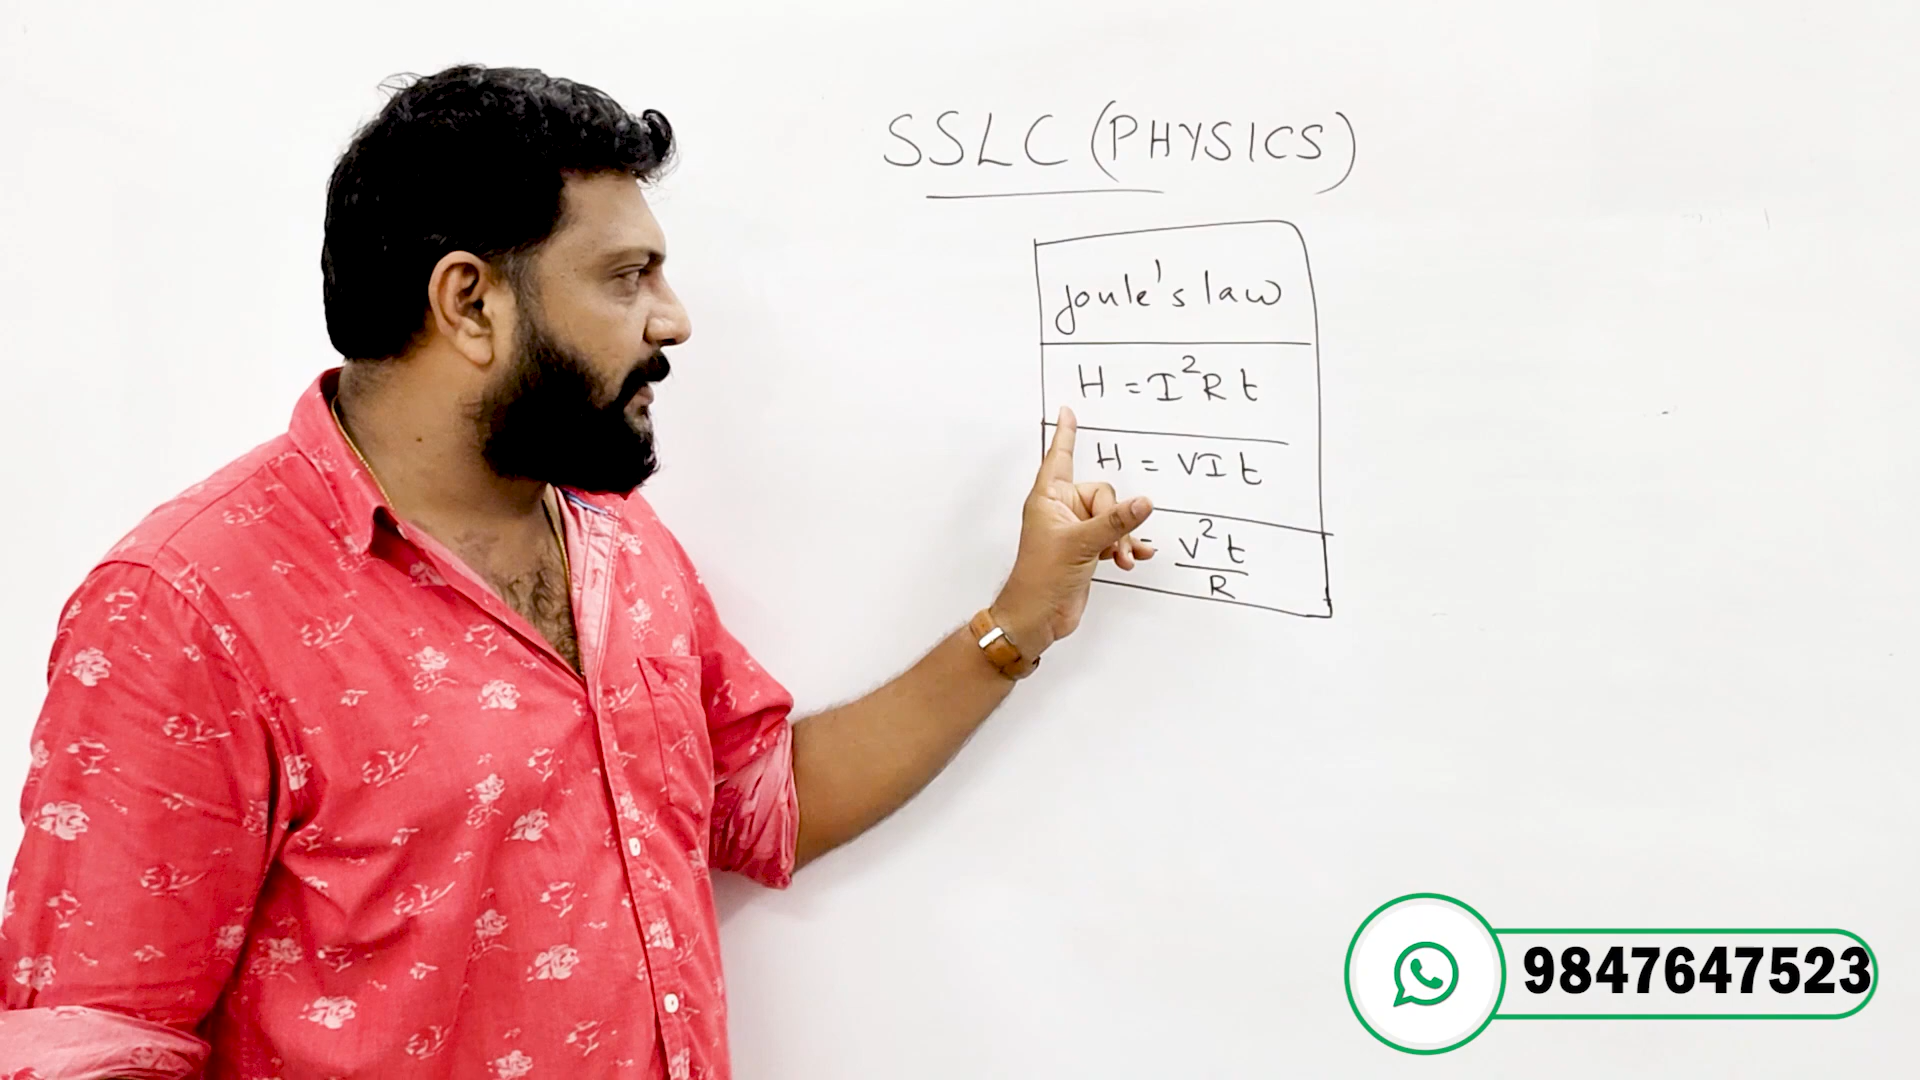 SSLC (PHYSICS)
Joule's law
H = I²Rt
H = VIt
= V²t
R
9847647523